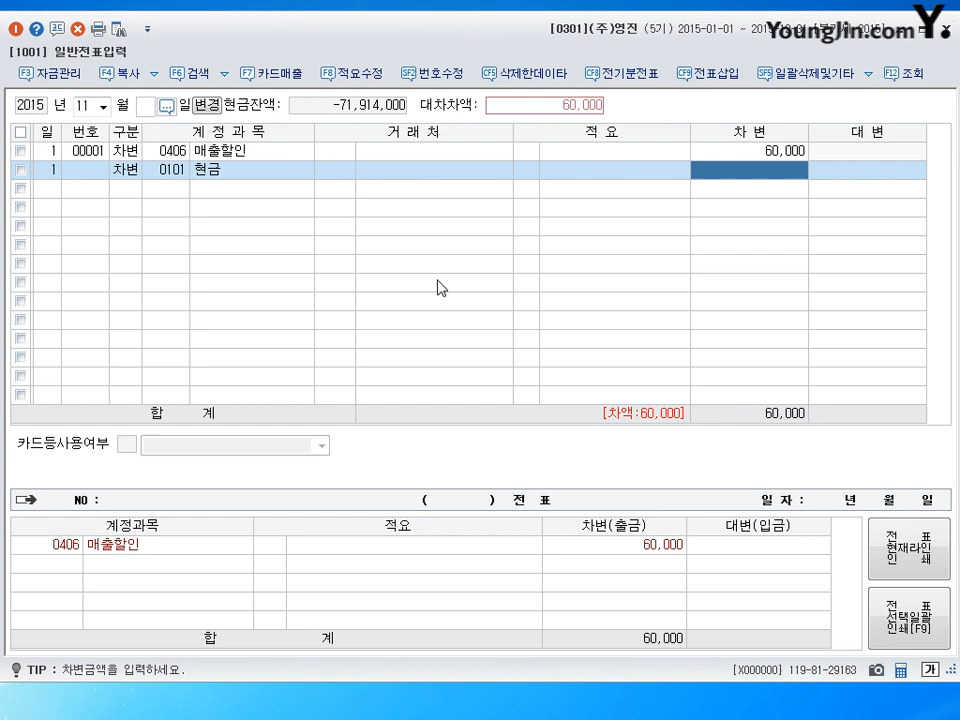 [0301](주)영진 (5기) 2015-01-01 ~
YoungJin.com Y.
[1001] 일반전표입력
F3 자금관리 F4 복사 F6 검색 F7 카드매출 F8 적요수정 SF2 번호수정 CF5 삭제한데이타 CF8 전기분전표 CF9 전표삽입 SF5 일괄삭제및기타 F12 조회
2015 년 11 월 일 변경 현금잔액: -71,914,000 대차차액: 60,000
일 번호 구분 계 정 과 목 거 래 처 적 요 차 변 대 변
1 00001 차변 0406 매출할인 60,000
1 차변 0101 현금
합 계 [차액:60,000] 60,000
카드등사용여부
NO : ( ) 전 표 일 자 : 년 월 일
계정과목 적요 차변(출금) 대변(입금)
0406 매출할인 60,000
합 계 60,000
전 표
현재라인
인 쇄
전 표
선택일괄
인쇄[F9]
TIP : 차변금액을 입력하세요. [X000000] 119-81-29163 가